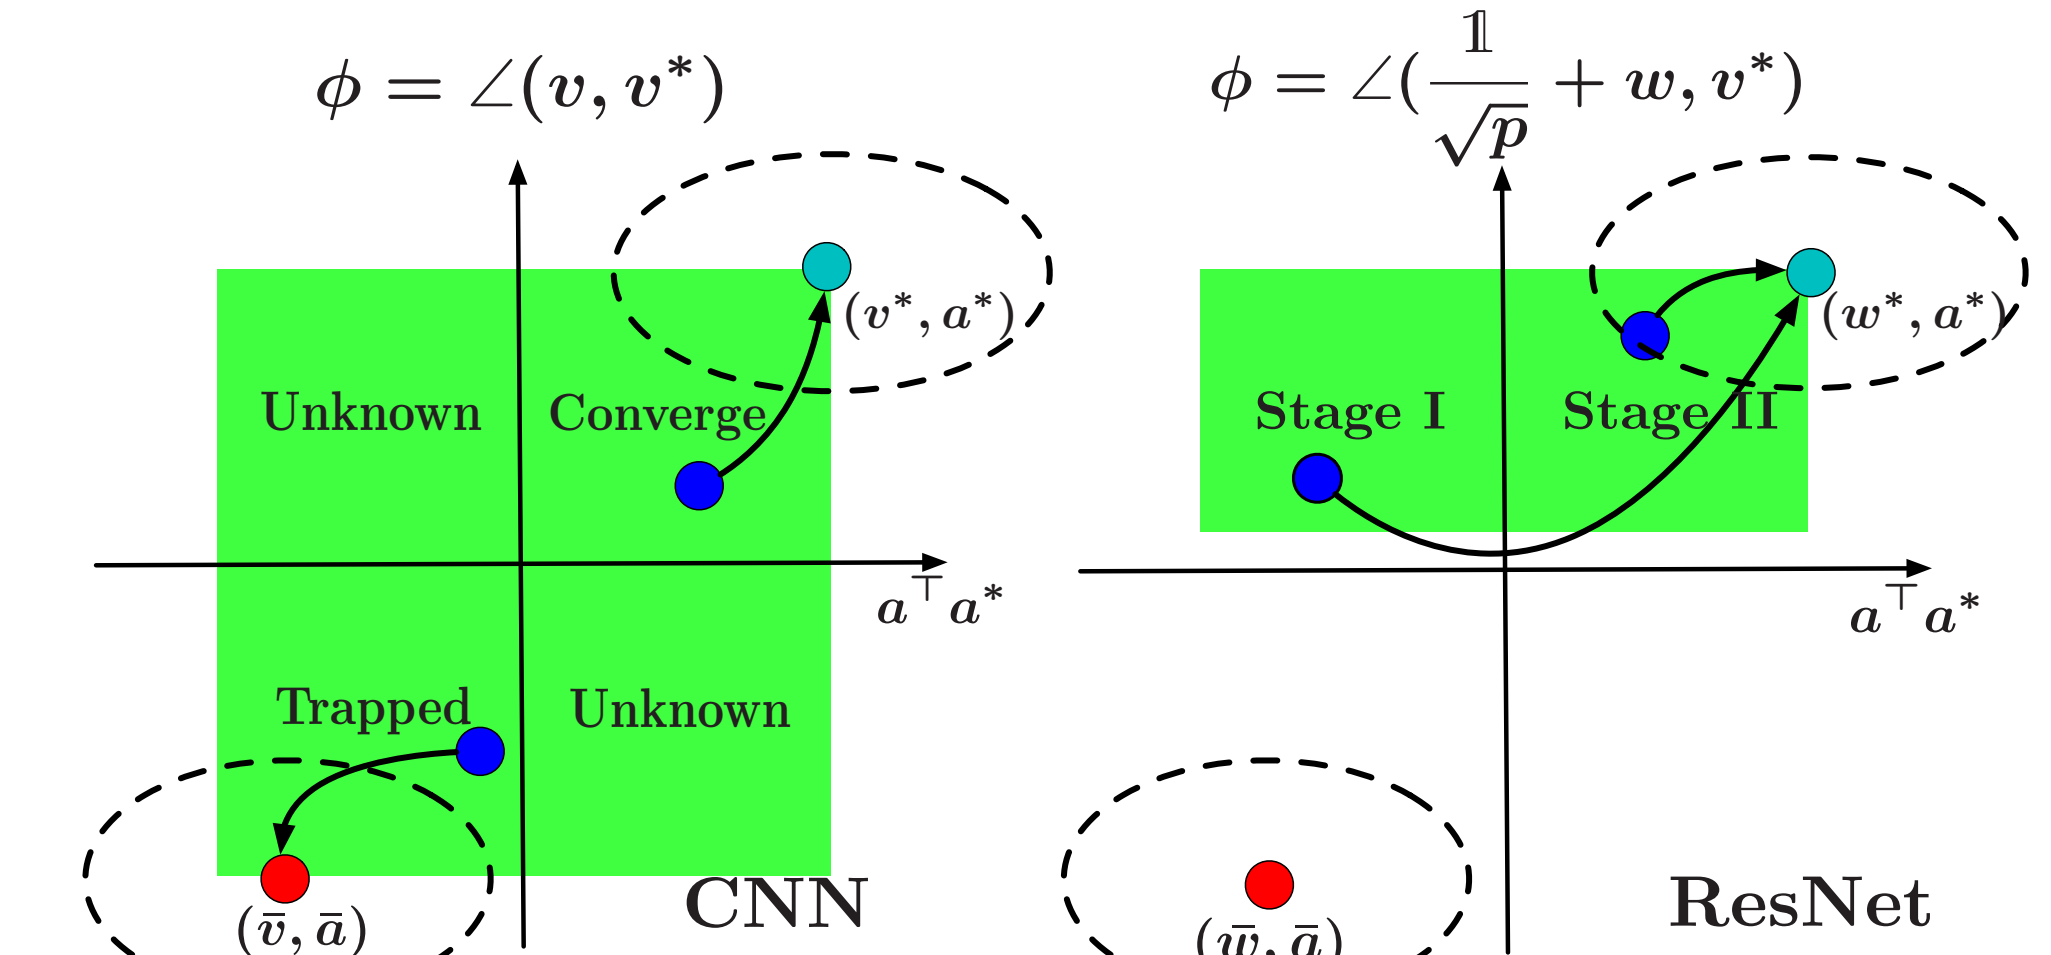 ϕ = ∠(v, v*)
(v*, a*)
Unknown
Converge
a⊤a*
Trapped
Unknown
(v̄, ā)
CNN
ϕ = ∠(𝟙/√p + w, v*)
(w*, a*)
Stage I
Stage II
a⊤a*
(w̄, ā)
ResNet